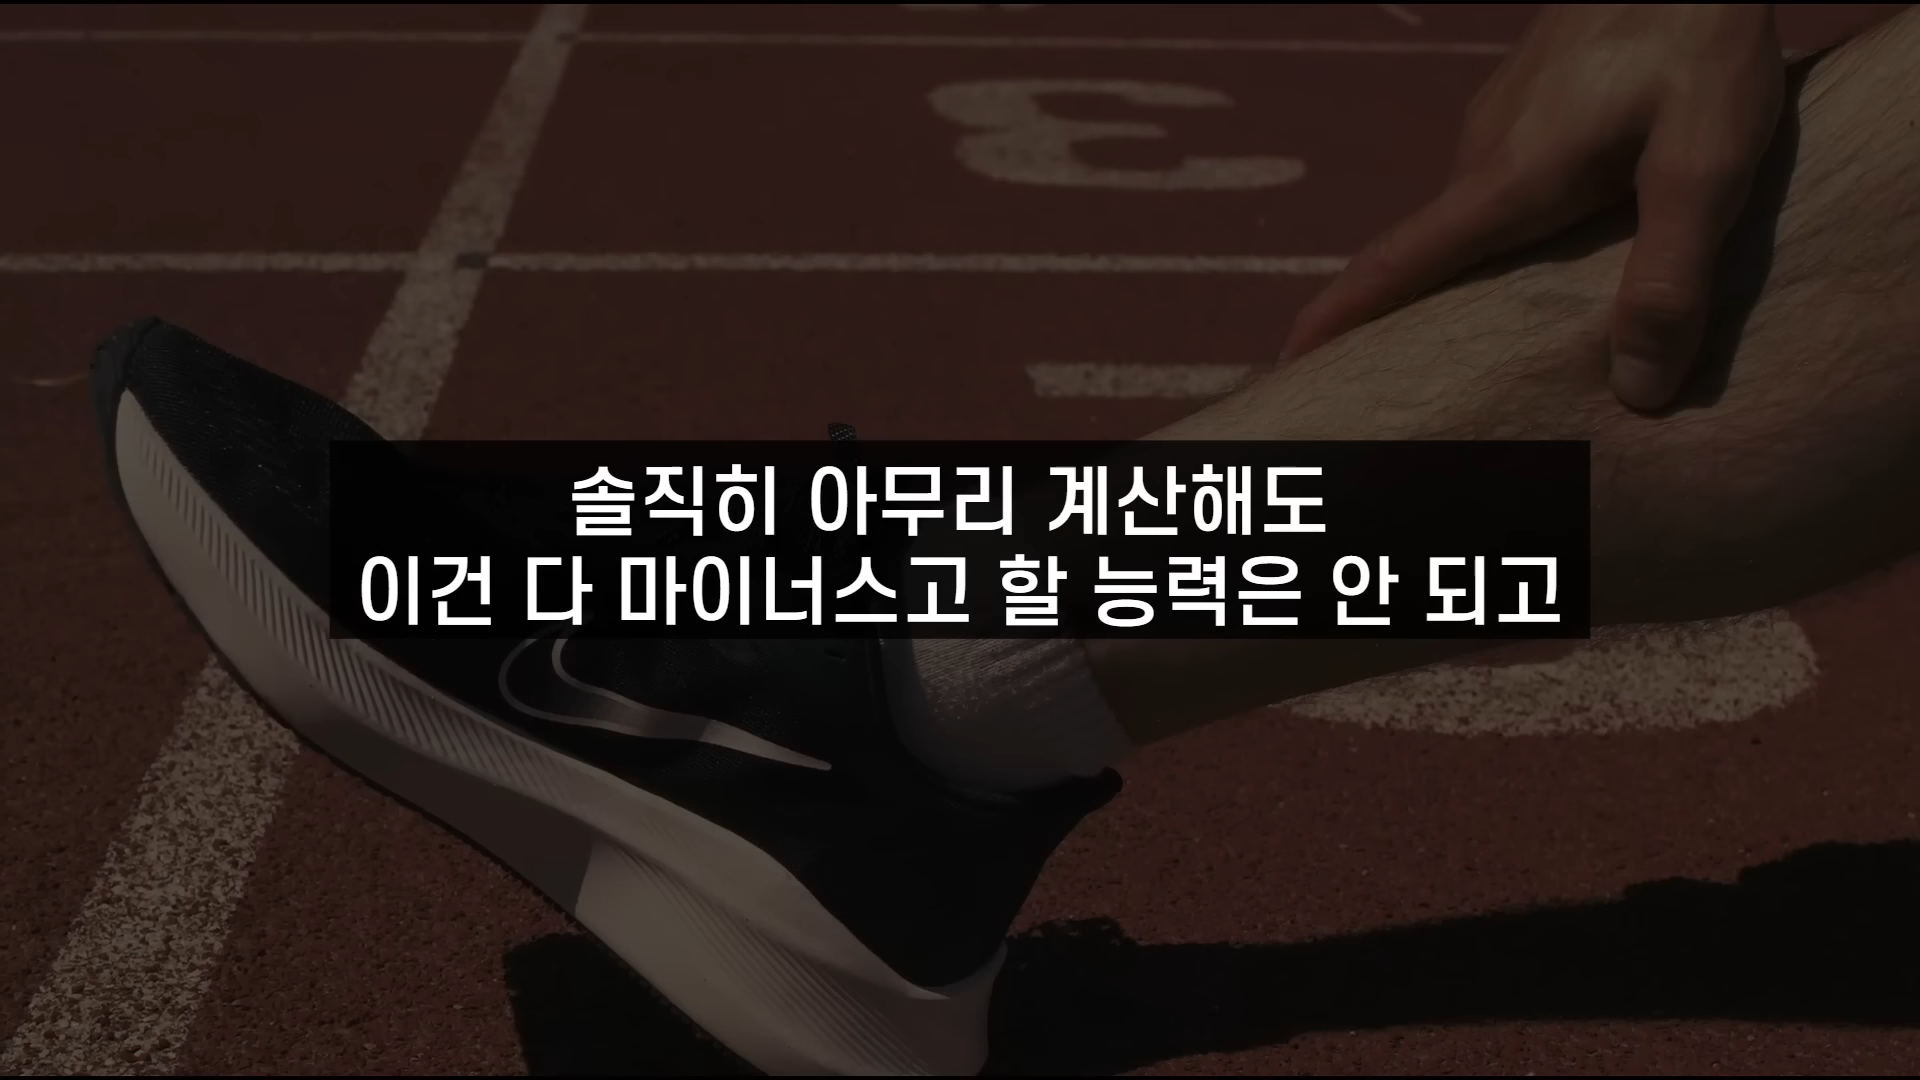 3
솔직히 아무리 계산해도
이건 다 마이너스고 할 능력은 안 되고